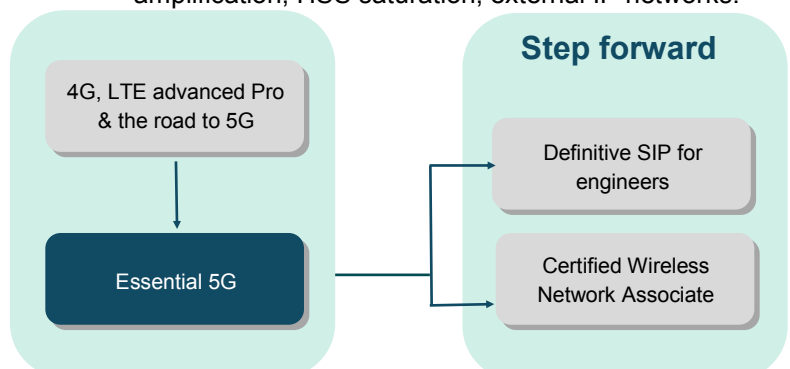 amplification, HSS saturation, external IP networks.
Step forward
4G, LTE advanced Pro
& the road to 5G
Definitive SIP for
engineers
Essential 5G
Certified Wireless
Network Associate